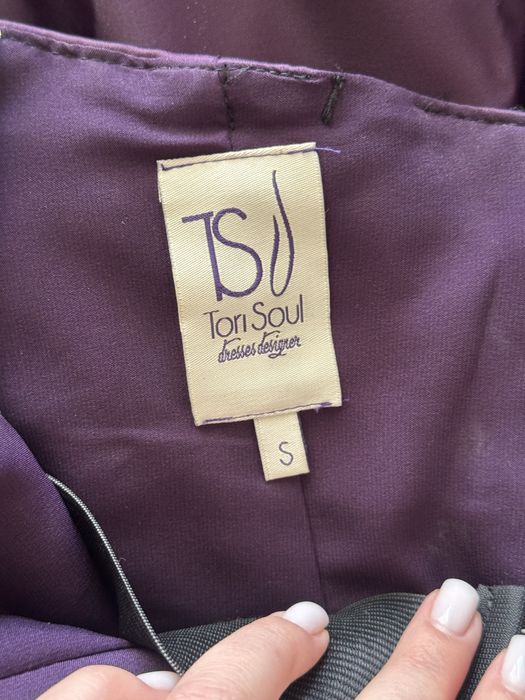 TS
Tori Soul
dresses designer
S